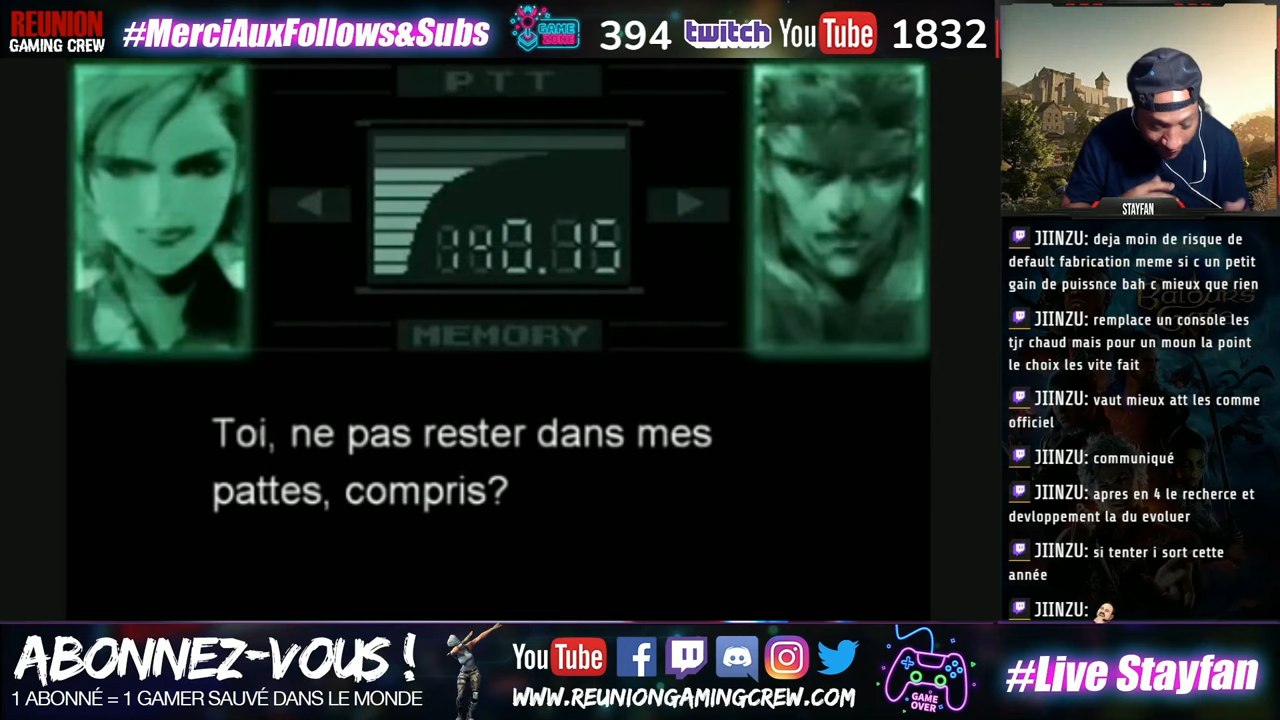 REUNION
GAMING CREW
#MerciAuxFollows&Subs
GAME
ZONE
394
twitch
YouTube
1832
PTT
140.15
MEMORY
Toi, ne pas rester dans mes
pattes, compris?
STAYFAN
JIINZU: deja moin de risque de
default fabrication meme si c un petit
gain de puissnce bah c mieux que rien
JIINZU: remplace un console les
tjr chaud mais pour un moun la point
le choix les vite fait
JIINZU: vaut mieux att les comme
officiel
JIINZU: communiqué
JIINZU: apres en 4 le recherce et
devloppement la du evoluer
JIINZU: si tenter i sort cette
année
JIINZU:
ABONNEZ-VOUS !
1 ABONNÉ = 1 GAMER SAUVÉ DANS LE MONDE
YouTube
WWW.REUNIONGAMINGCREW.COM
GAME
OVER
#Live Stayfan